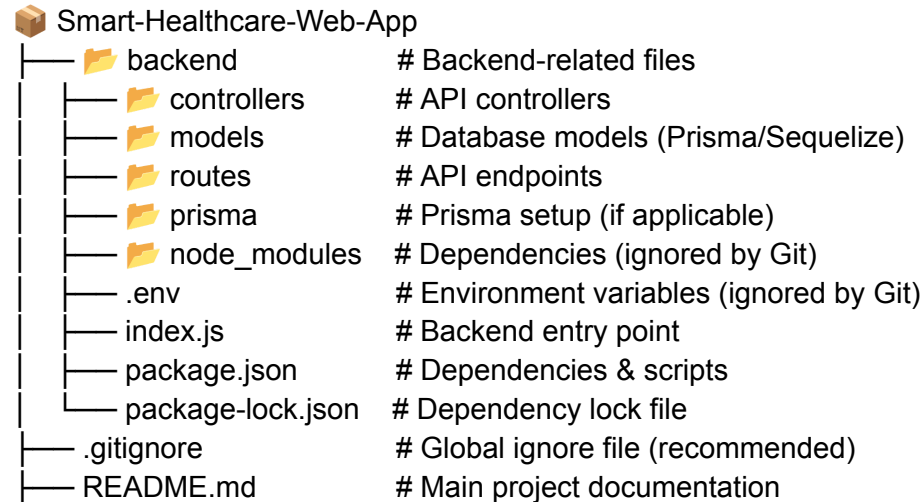 📦 Smart-Healthcare-Web-App
├── 📂 backend # Backend-related files
│ ├── 📂 controllers # API controllers
│ ├── 📂 models # Database models (Prisma/Sequelize)
│ ├── 📂 routes # API endpoints
│ ├── 📂 prisma # Prisma setup (if applicable)
│ ├── 📂 node_modules # Dependencies (ignored by Git)
│ ├── .env # Environment variables (ignored by Git)
│ ├── index.js # Backend entry point
│ ├── package.json # Dependencies & scripts
│ └── package-lock.json # Dependency lock file
├── .gitignore # Global ignore file (recommended)
├── README.md # Main project documentation